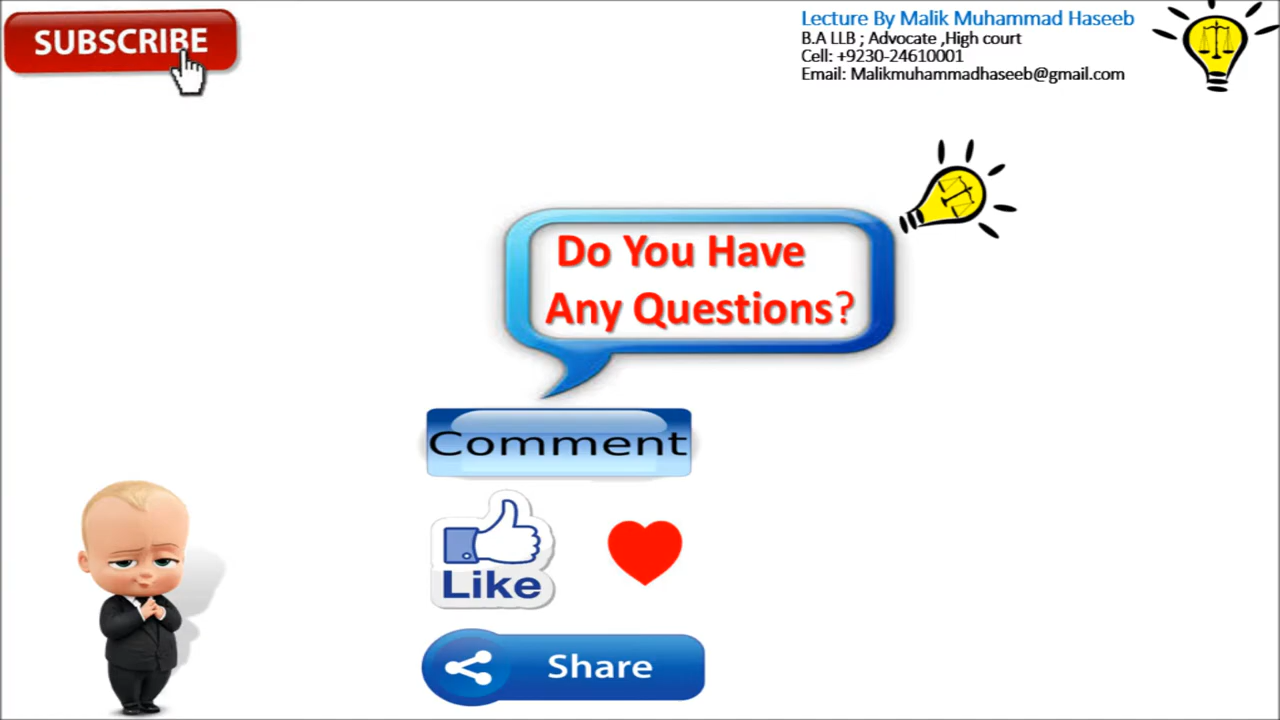 SUBSCRIBE
Lecture By Malik Muhammad Haseeb
B.A LLB ; Advocate ,High court
Cell: +9230-24610001
Email: Malikmuhammadhaseeb@gmail.com
Do You Have
Any Questions?
Comment
Like
Share